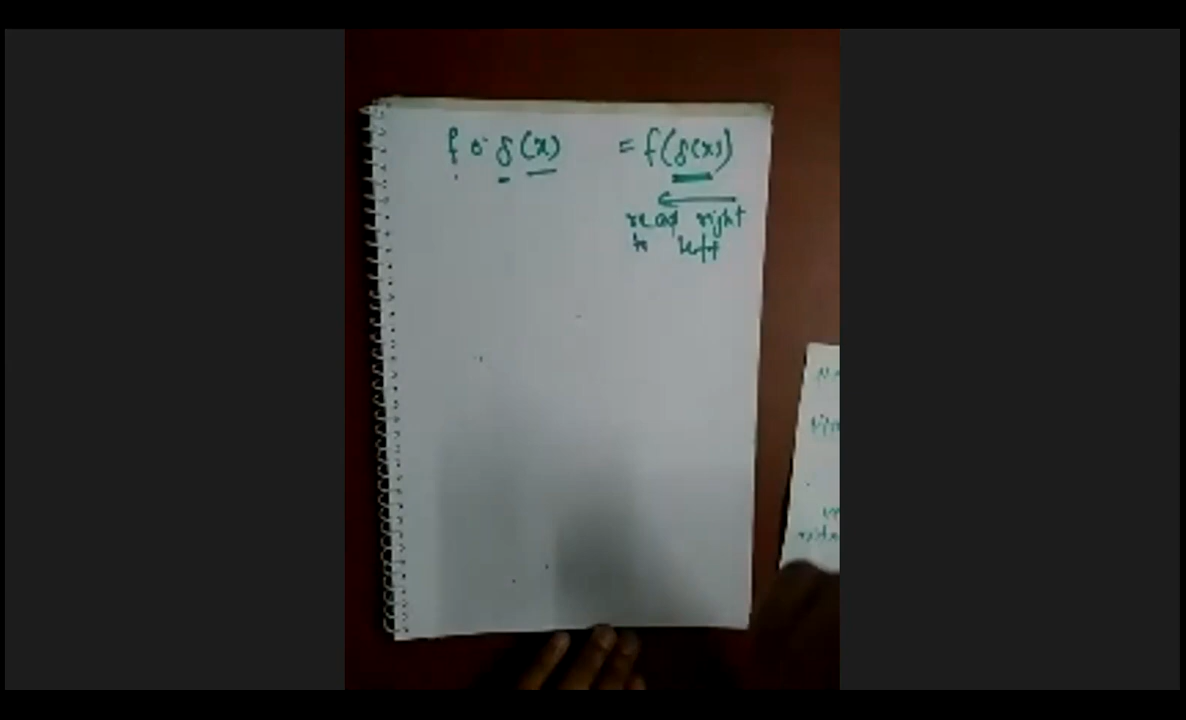 f o g (x) = f(g(x))
read right
to left